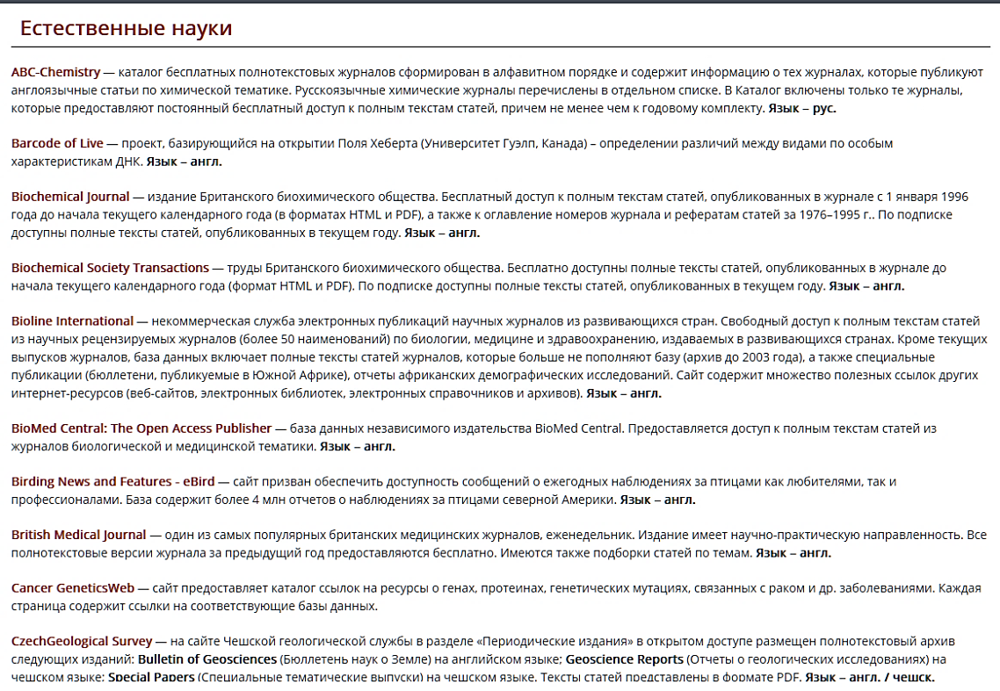 Естественные науки
ABC-Chemistry — каталог бесплатных полнотекстовых журналов сформирован в алфавитном порядке и содержит информацию о тех журналах, которые публикуют
англоязычные статьи по химической тематике. Русскоязычные химические журналы перечислены в отдельном списке. В Каталог включены только те журналы,
которые предоставляют постоянный бесплатный доступ к полным текстам статей, причем не менее чем к годовому комплекту. Язык – рус.
Barcode of Live — проект, базирующийся на открытии Поля Хеберта (Университет Гуэлп, Канада) – определении различий между видами по особым
характеристикам ДНК. Язык – англ.
Biochemical Journal — издание Британского биохимического общества. Бесплатный доступ к полным текстам статей, опубликованных в журнале с 1 января 1996
года до начала текущего календарного года (в форматах HTML и PDF), а также к оглавление номеров журнала и рефератам статей за 1976–1995 г.. По подписке
доступны полные тексты статей, опубликованных в текущем году. Язык – англ.
Biochemical Society Transactions — труды Британского биохимического общества. Бесплатно доступны полные тексты статей, опубликованных в журнале до
начала текущего календарного года (формат HTML и PDF). По подписке доступны полные тексты статей, опубликованных в текущем году. Язык – англ.
Bioline International — некоммерческая служба электронных публикаций научных журналов из развивающихся стран. Свободный доступ к полным текстам статей
из научных рецензируемых журналов (более 50 наименований) по биологии, медицине и здравоохранению, издаваемых в развивающихся странах. Кроме текущих
выпусков журналов, база данных включает полные тексты статей журналов, которые больше не пополняют базу (архив до 2003 года), а также специальные
публикации (бюллетени, публикуемые в Южной Африке), отчеты африканских демографических исследований. Сайт содержит множество полезных ссылок других
интернет-ресурсов (веб-сайтов, электронных библиотек, электронных справочников и архивов). Язык – англ.
BioMed Central: The Open Access Publisher — база данных независимого издательства BioMed Central. Предоставляется доступ к полным текстам статей из
журналов биологической и медицинской тематики. Язык – англ.
Birding News and Features - eBird — сайт призван обеспечить доступность сообщений о ежегодных наблюдениях за птицами как любителями, так и
профессионалами. База содержит более 4 млн отчетов о наблюдениях за птицами северной Америки. Язык – англ.
British Medical Journal — один из самых популярных британских медицинских журналов, еженедельник. Издание имеет научно-практическую направленность. Все
полнотекстовые версии журнала за предыдущий год предоставляются бесплатно. Имеются также подборки статей по темам. Язык – англ.
Cancer GeneticsWeb — сайт предоставляет каталог ссылок на ресурсы о генах, протеинах, генетических мутациях, связанных с раком и др. заболеваниями. Каждая
страница содержит ссылки на соответствующие базы данных.
CzechGeological Survey — на сайте Чешской геологической службы в разделе «Периодические издания» в открытом доступе размещен полнотекстовый архив
следующих изданий: Bulletin of Geosciences (Бюллетень наук о Земле) на английском языке; Geoscience Reports (Отчеты о геологических исследованиях) на
чешском языке; Special Papers (Специальные тематические выпуски) на чешском языке. Тексты статей представлены в формате PDF. Язык – англ. / чешск.